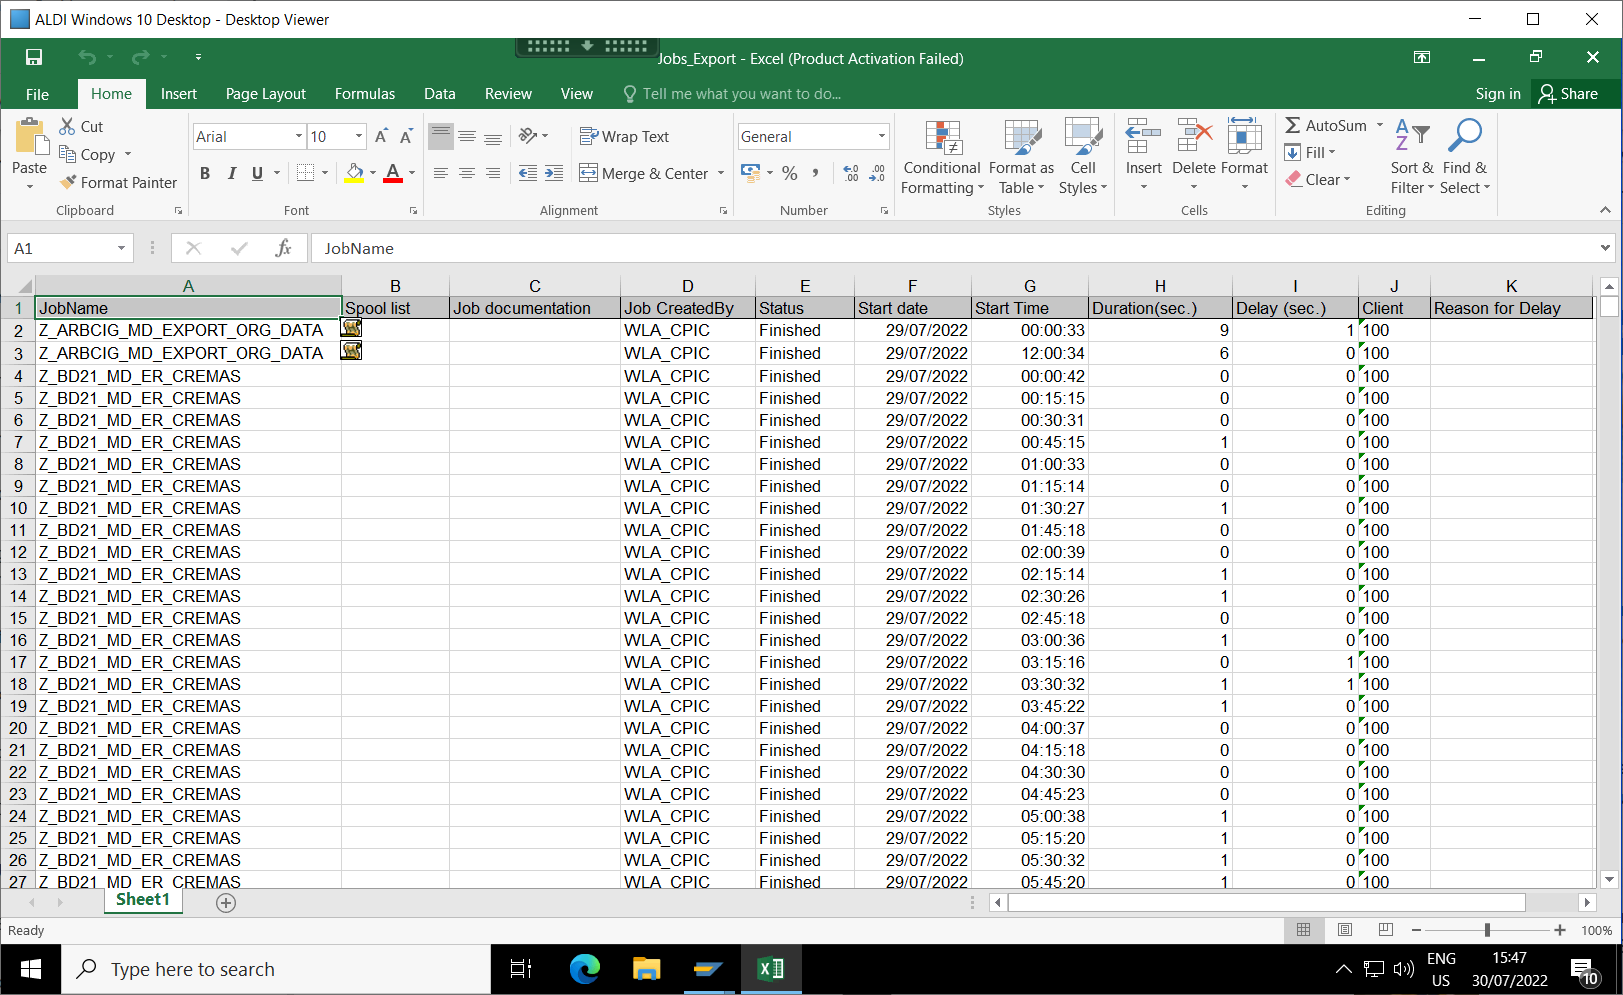 ALDI Windows 10 Desktop - Desktop Viewer
Jobs_Export - Excel (Product Activation Failed)
File Home Insert Page Layout Formulas Data Review View Tell me what you want to do... Sign in Share
Paste Cut Copy Format Painter Clipboard
Arial 10 B I U A Font
Wrap Text Merge & Center Alignment
General % , Number
Conditional Formatting Format as Table Cell Styles Styles
Insert Delete Format Cells
AutoSum Fill Clear Sort & Filter Find & Select Editing
A1 fx JobName
A B C D E F G H I J K
1 JobName Spool list Job documentation Job CreatedBy Status Start date Start Time Duration(sec.) Delay (sec.) Client Reason for Delay
2 Z_ARBCIG_MD_EXPORT_ORG_DATA WLA_CPIC Finished 29/07/2022 00:00:33 9 1 100
3 Z_ARBCIG_MD_EXPORT_ORG_DATA WLA_CPIC Finished 29/07/2022 12:00:34 6 0 100
4 Z_BD21_MD_ER_CREMAS WLA_CPIC Finished 29/07/2022 00:00:42 0 0 100
5 Z_BD21_MD_ER_CREMAS WLA_CPIC Finished 29/07/2022 00:15:15 0 0 100
6 Z_BD21_MD_ER_CREMAS WLA_CPIC Finished 29/07/2022 00:30:31 0 0 100
7 Z_BD21_MD_ER_CREMAS WLA_CPIC Finished 29/07/2022 00:45:15 1 0 100
8 Z_BD21_MD_ER_CREMAS WLA_CPIC Finished 29/07/2022 01:00:33 0 0 100
9 Z_BD21_MD_ER_CREMAS WLA_CPIC Finished 29/07/2022 01:15:14 0 0 100
10 Z_BD21_MD_ER_CREMAS WLA_CPIC Finished 29/07/2022 01:30:27 1 0 100
11 Z_BD21_MD_ER_CREMAS WLA_CPIC Finished 29/07/2022 01:45:18 0 0 100
12 Z_BD21_MD_ER_CREMAS WLA_CPIC Finished 29/07/2022 02:00:39 0 0 100
13 Z_BD21_MD_ER_CREMAS WLA_CPIC Finished 29/07/2022 02:15:14 1 0 100
14 Z_BD21_MD_ER_CREMAS WLA_CPIC Finished 29/07/2022 02:30:26 1 0 100
15 Z_BD21_MD_ER_CREMAS WLA_CPIC Finished 29/07/2022 02:45:18 0 0 100
16 Z_BD21_MD_ER_CREMAS WLA_CPIC Finished 29/07/2022 03:00:36 1 0 100
17 Z_BD21_MD_ER_CREMAS WLA_CPIC Finished 29/07/2022 03:15:16 0 1 100
18 Z_BD21_MD_ER_CREMAS WLA_CPIC Finished 29/07/2022 03:30:32 1 1 100
19 Z_BD21_MD_ER_CREMAS WLA_CPIC Finished 29/07/2022 03:45:22 1 0 100
20 Z_BD21_MD_ER_CREMAS WLA_CPIC Finished 29/07/2022 04:00:37 0 0 100
21 Z_BD21_MD_ER_CREMAS WLA_CPIC Finished 29/07/2022 04:15:18 0 0 100
22 Z_BD21_MD_ER_CREMAS WLA_CPIC Finished 29/07/2022 04:30:30 0 0 100
23 Z_BD21_MD_ER_CREMAS WLA_CPIC Finished 29/07/2022 04:45:23 0 0 100
24 Z_BD21_MD_ER_CREMAS WLA_CPIC Finished 29/07/2022 05:00:38 1 0 100
25 Z_BD21_MD_ER_CREMAS WLA_CPIC Finished 29/07/2022 05:15:20 1 0 100
26 Z_BD21_MD_ER_CREMAS WLA_CPIC Finished 29/07/2022 05:30:32 1 0 100
27 Z_BD21_MD_ER_CREMAS WLA_CPIC Finished 29/07/2022 05:45:20 1 0 100
Sheet1
Ready 100%
Type here to search ENG US 15:47 30/07/2022 10